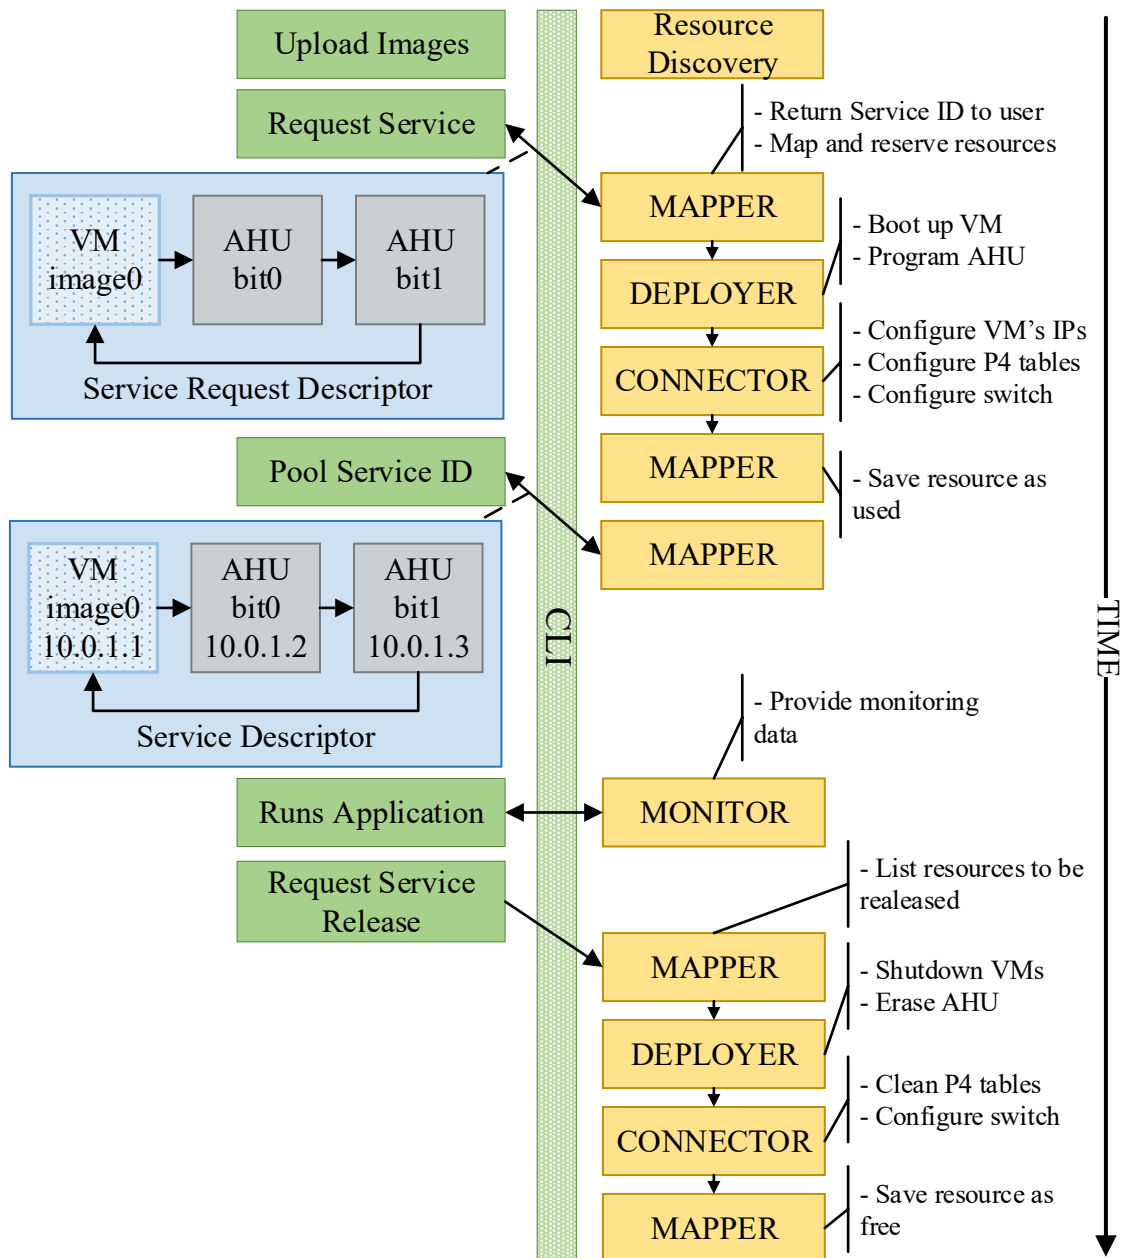 Upload Images
Resource
Discovery
Request Service
- Return Service ID to user
- Map and reserve resources
MAPPER
VM
image0
AHU
bit0
AHU
bit1
Service Request Descriptor
- Boot up VM
- Program AHU
DEPLOYER
- Configure VM's IPs
- Configure P4 tables
- Configure switch
CONNECTOR
Pool Service ID
MAPPER
- Save resource as
used
MAPPER
VM
image0
10.0.1.1
AHU
bit0
10.0.1.2
AHU
bit1
10.0.1.3
Service Descriptor
CLI
TIME
- Provide monitoring
data
Runs Application
MONITOR
Request Service
Release
- List resources to be
realeased
MAPPER
- Shutdown VMs
- Erase AHU
DEPLOYER
- Clean P4 tables
- Configure switch
CONNECTOR
- Save resource as
free
MAPPER